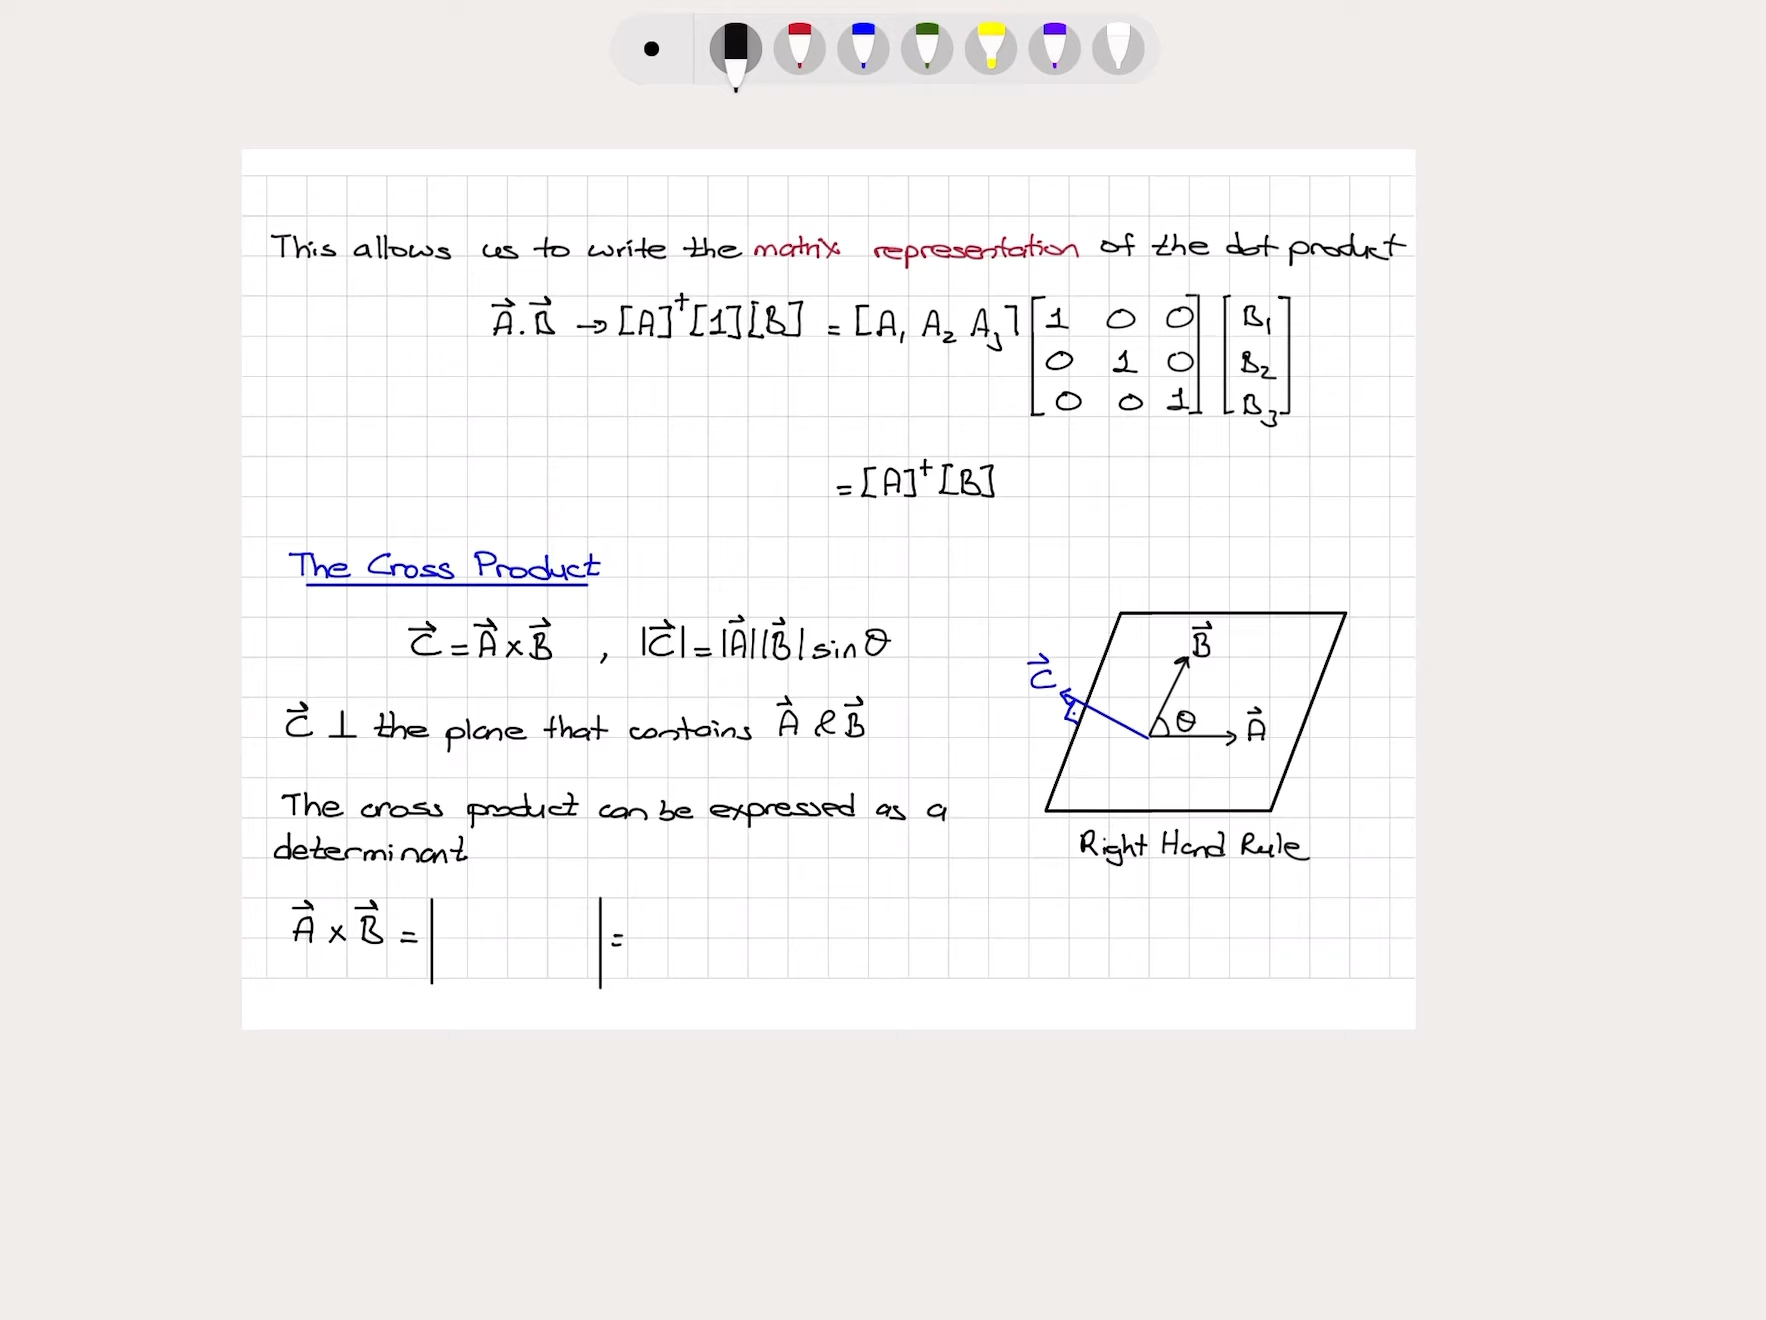 This allows us to write the matrix representation of the dot product
A⃗ . B⃗ → [A]⁺[1][B] = [A₁ A₂ A₃] [1 0 0] [B₁]
[0 1 0] [B₂]
[0 0 1] [B₃]
= [A]⁺[B]
The Cross Product
C⃗ = A⃗ × B⃗ , |C⃗| = |A⃗||B⃗| sin θ
C⃗ ⊥ the plane that contains A⃗ & B⃗
The cross product can be expressed as a
determinant
A⃗ × B⃗ = | | =
B⃗
C⃗
θ A⃗
Right Hand Rule